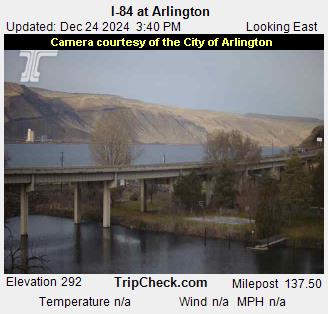 I-84 at Arlington
Updated: Dec 24 2024 3:40 PM Looking East
Camera courtesy of the City of Arlington
Elevation 292 TripCheck.com Milepost 137.50
Temperature n/a Wind n/a MPH n/a